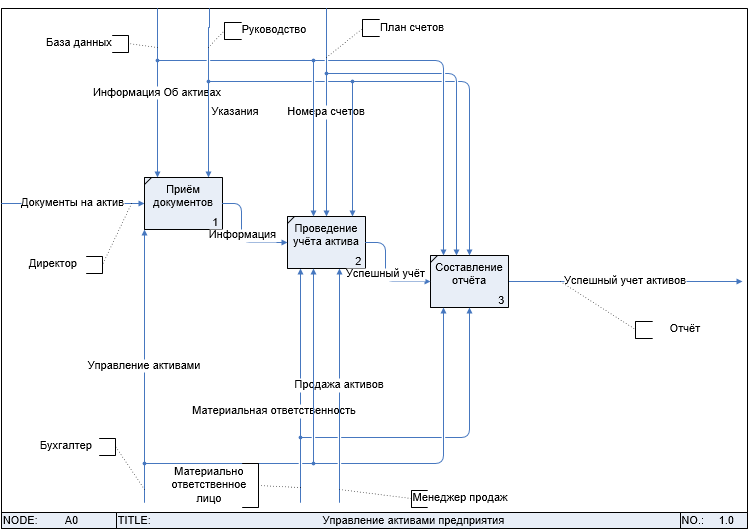 Руководство
План счетов
База данных
Информация Об активах
Указания
Номера счетов
Приём
документов
1
Документы на актив
Информация
Проведение
учёта актива
2
Директор
Успешный учёт
Составление
отчёта
3
Успешный учет активов
Отчёт
Управление активами
Продажа активов
Материальная ответственность
Бухгалтер
Материально
ответственное
лицо
Менеджер продаж
NODE: A0 TITLE: Управление активами предприятия NO.: 1.0